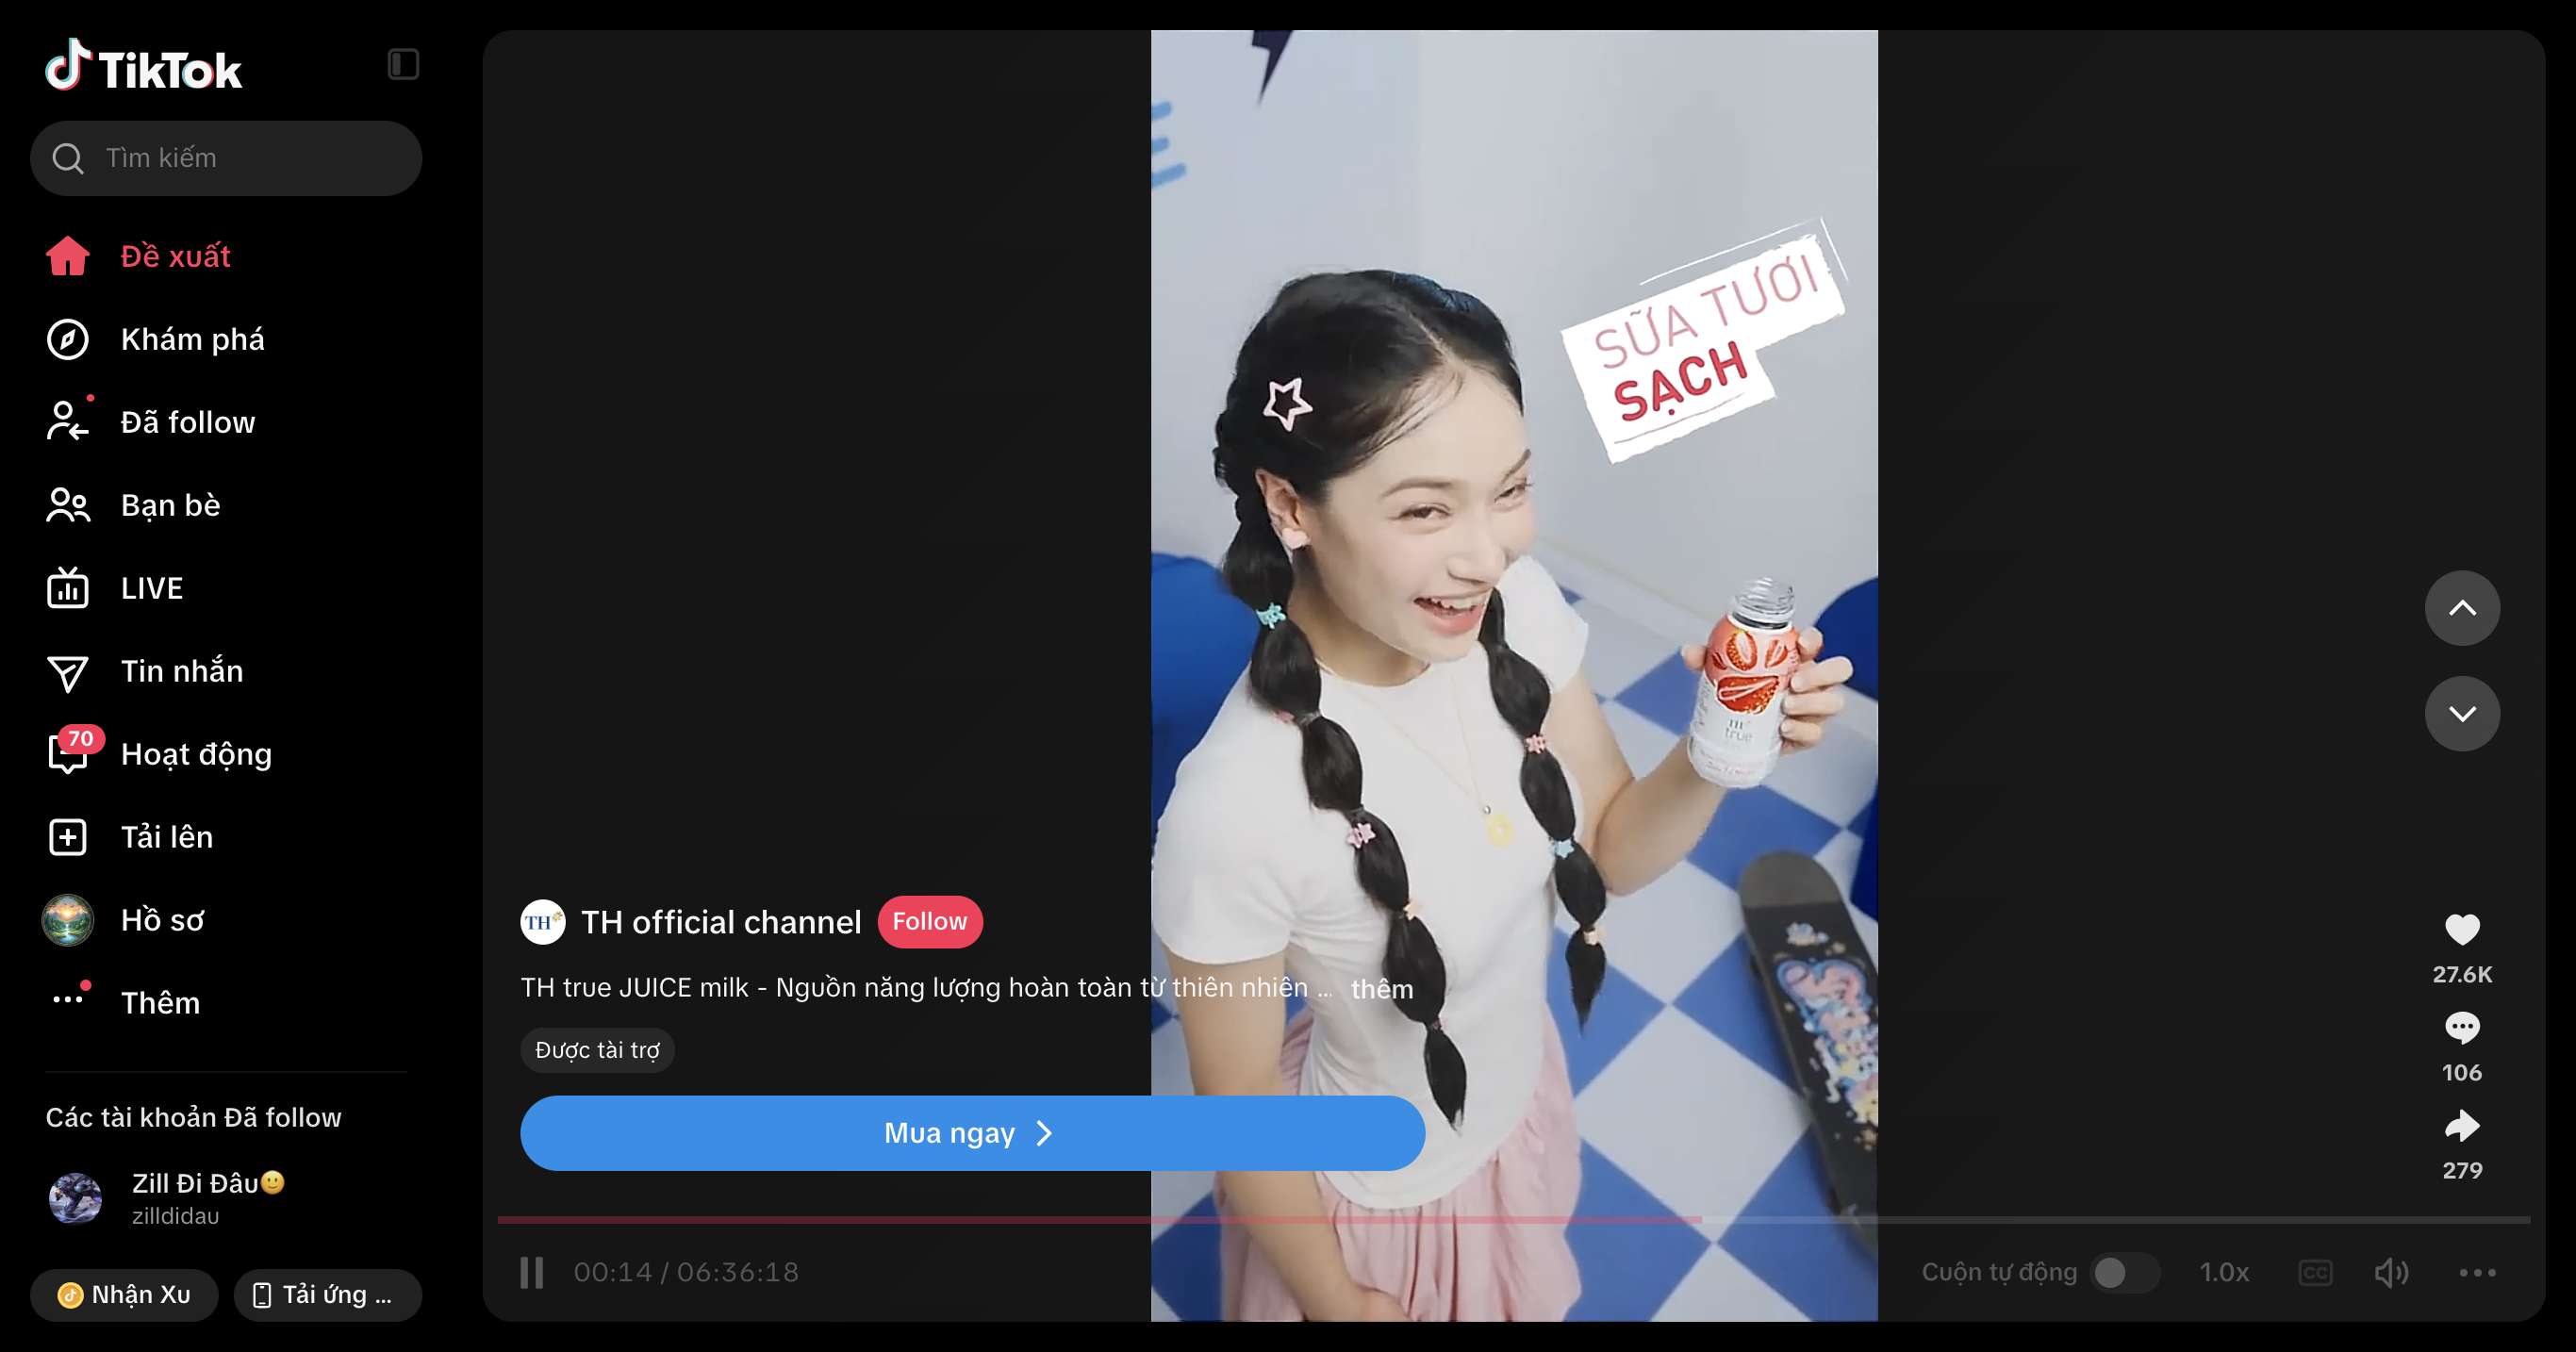 TikTok
Tìm kiếm
Đề xuất
Khám phá
Đã follow
Bạn bè
LIVE
Tin nhắn
70
Hoạt động
Tải lên
Hồ sơ
Thêm
Các tài khoản Đã follow
Zill Đi Đâu🙂
zilldidau
Nhận Xu
Tải ứng ...
SỮA TƯƠI
SẠCH
TH
true
TH official channel
Follow
TH true JUICE milk - Nguồn năng lượng hoàn toàn từ thiên nhiên ... thêm
Được tài trợ
Mua ngay
27.6K
106
279
00:14 / 06:36:18
Cuộn tự động
1.0x
CC